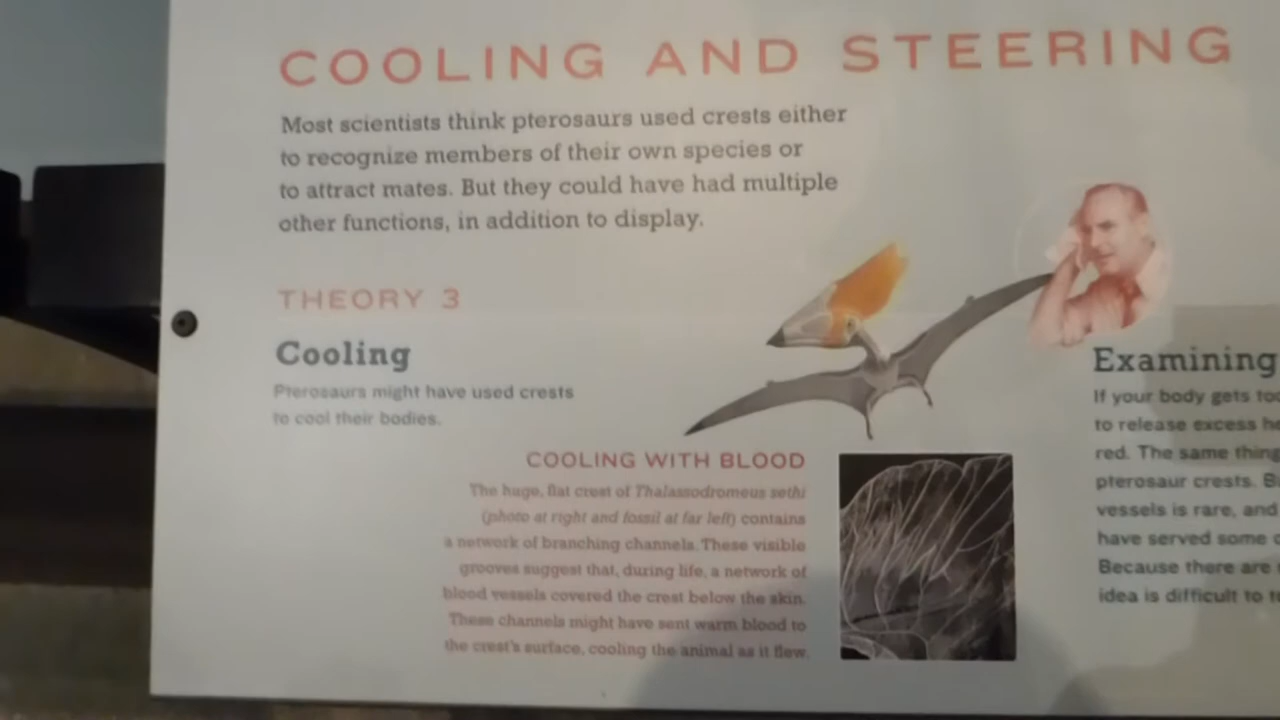 COOLING AND STEERING
Most scientists think pterosaurs used crests either
to recognize members of their own species or
to attract mates. But they could have had multiple
other functions, in addition to display.
THEORY 3
Cooling
Pterosaurs might have used crests
to cool their bodies.
COOLING WITH BLOOD
The huge, flat crest of Thalassodromeus sethi
(photo at right and fossil at far left) contains
a network of branching channels. These visible
grooves suggest that, during life, a network of
blood vessels covered the crest below the skin.
These channels might have sent warm blood to
the crest's surface, cooling the animal as it flew.
Examining
If your body gets
to release excess
red. The same thing
pterosaur crests.
vessels is rare, and
have served some
Because there are
idea is difficult to